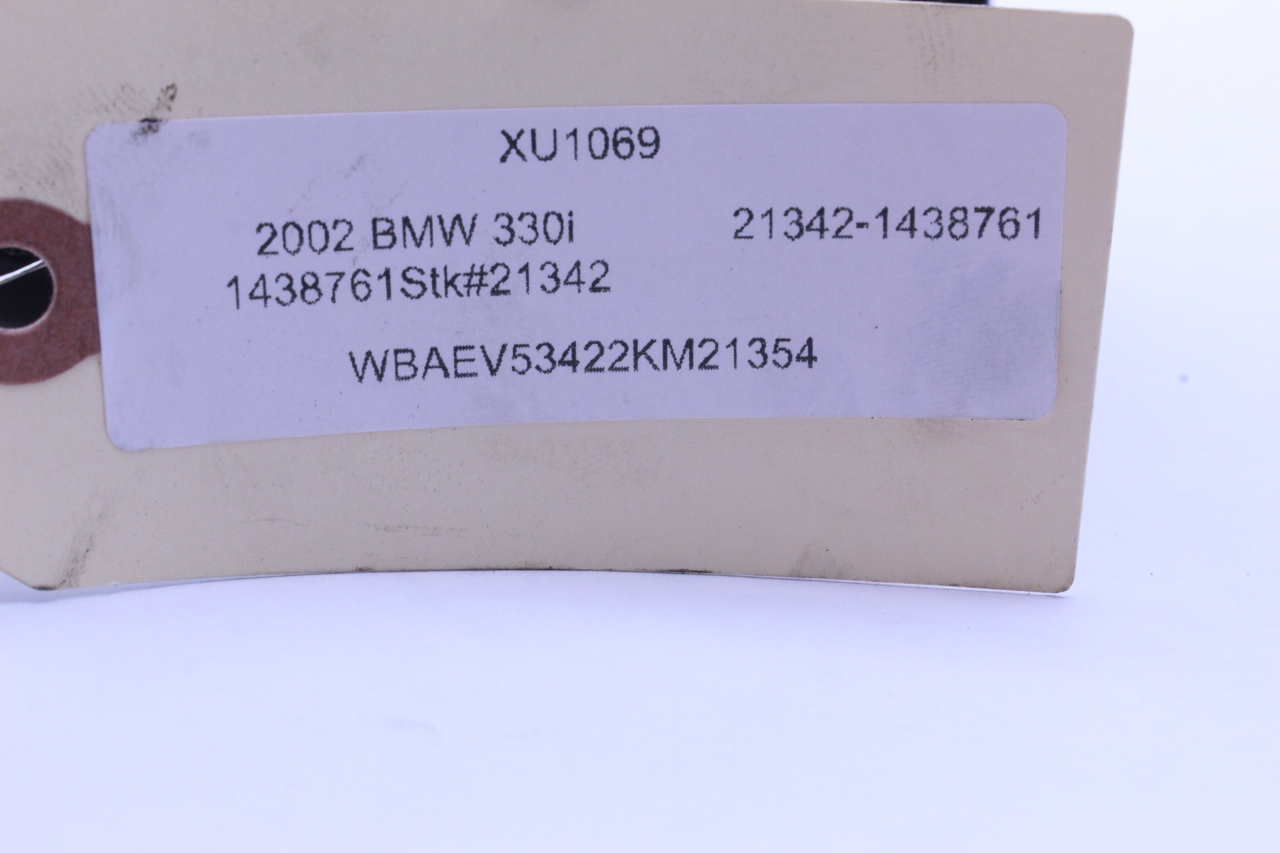 XU1069
2002 BMW 330i 21342-1438761
1438761Stk#21342
WBAEV53422KM21354